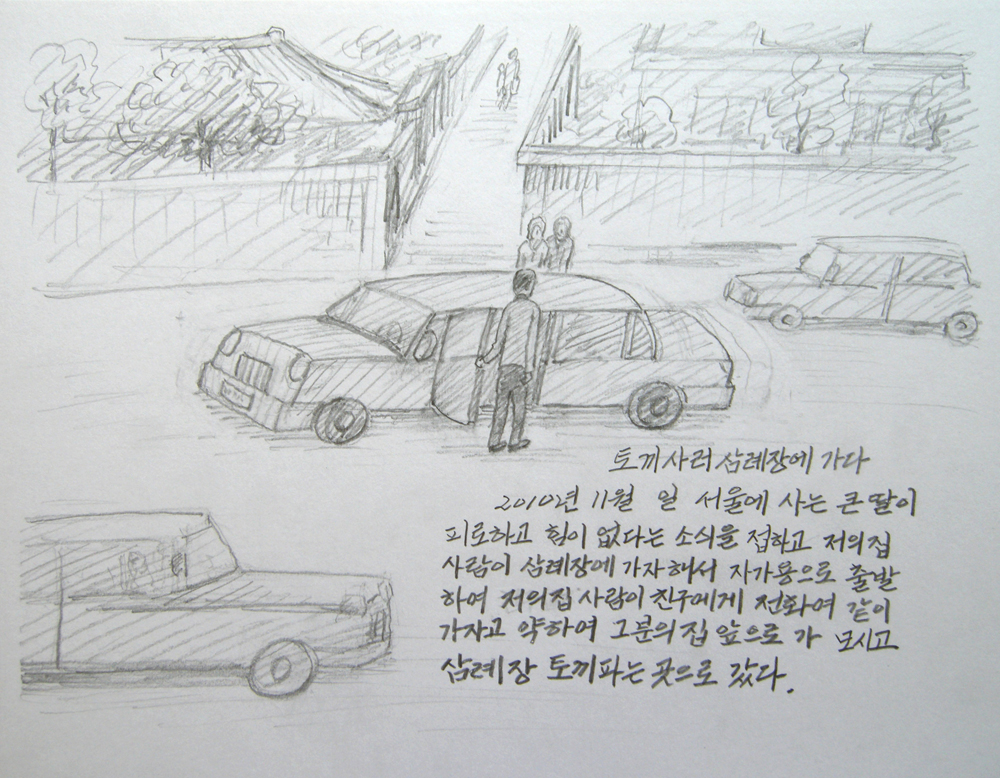 토끼사러 삼례장에 가다
2010년 11월 일 서울에 사는 큰 딸이
피로하고 힘이 없다는 소식을 접하고 저의집
사람이 삼례장에 가자해서 자가용으로 출발
하여 저의집 사람이 친구에게 전화여 같이
가자고 약하여 그분의 집 앞으로 가 모시고
삼례장 토끼파는 곳으로 갔다.